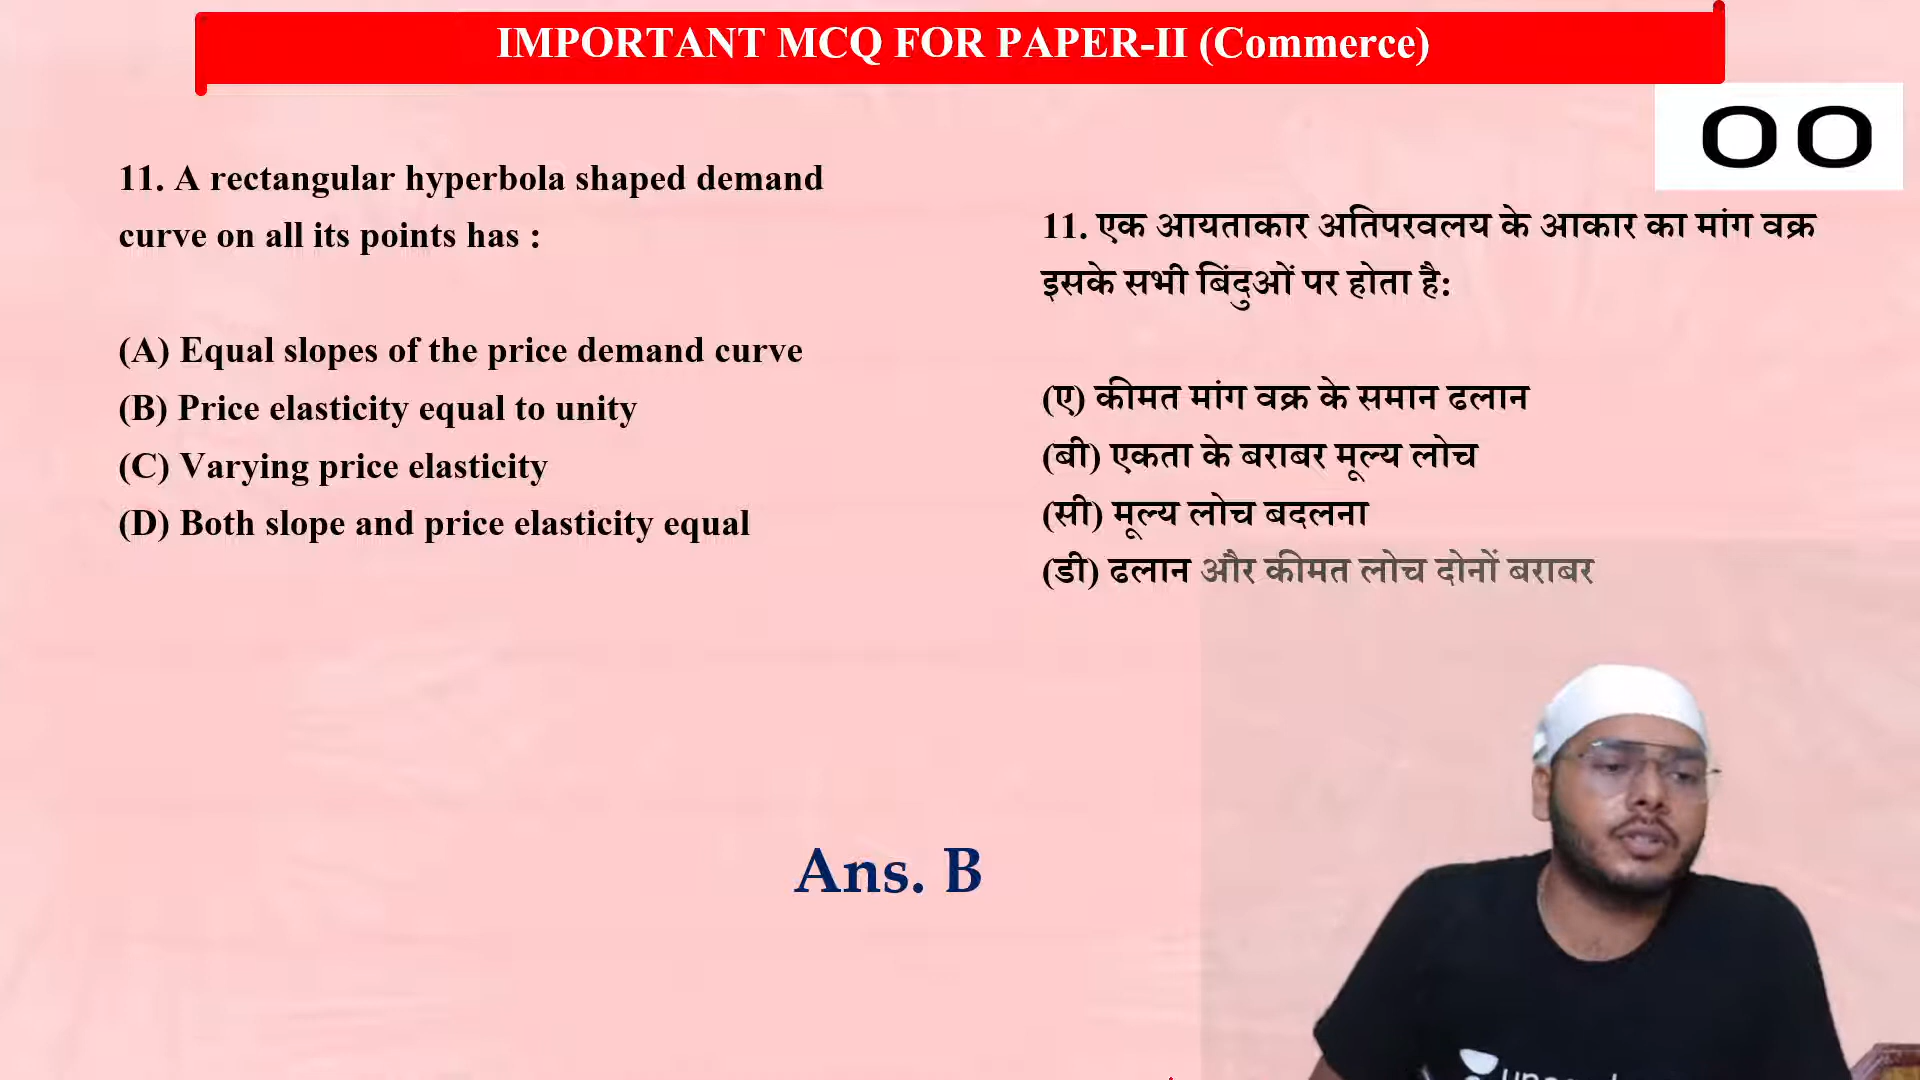 IMPORTANT MCQ FOR PAPER-II (Commerce)
00
11. A rectangular hyperbola shaped demand
curve on all its points has :
(A) Equal slopes of the price demand curve
(B) Price elasticity equal to unity
(C) Varying price elasticity
(D) Both slope and price elasticity equal
11. एक आयताकार अतिपरवलय के आकार का मांग वक्र
इसके सभी बिंदुओं पर होता है:
(ए) कीमत मांग वक्र के समान ढलान
(बी) एकता के बराबर मूल्य लोच
(सी) मूल्य लोच बदलना
(डी) ढलान और कीमत लोच दोनों बराबर
Ans. B